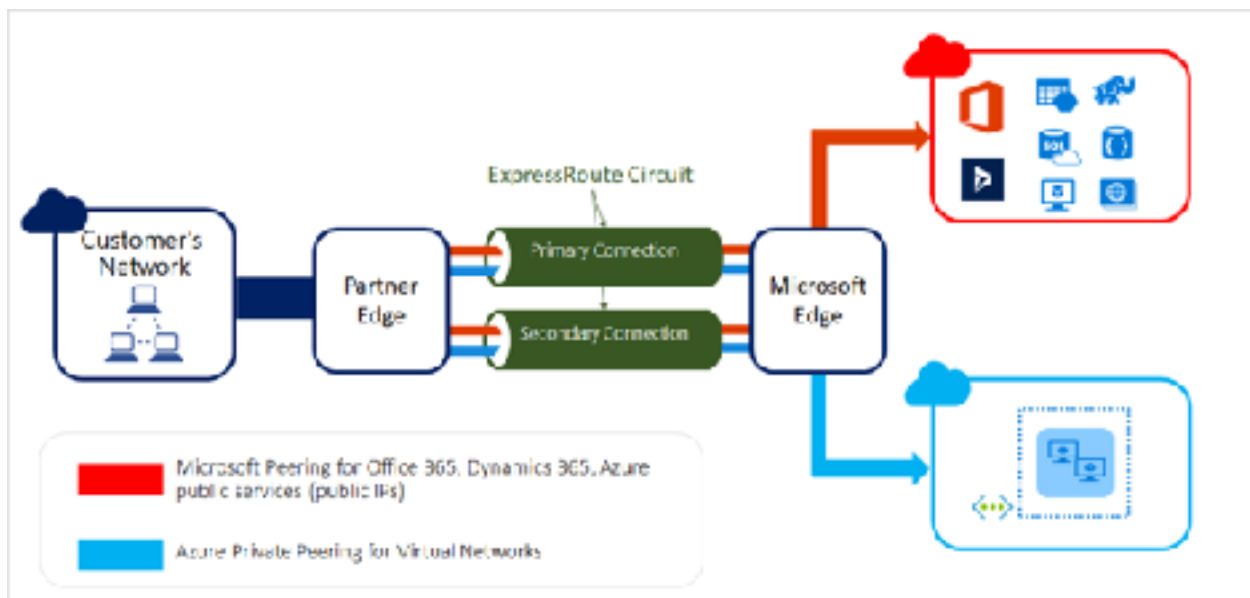 ExpressRoute Circuit
Customer's
Network
Partner
Edge
Primary Connection
Secondary Connection
Microsoft
Edge
SQL
Microsoft Peering for Office 365, Dynamics 365, Azure
public services (public IPs)
Azure Private Peering for Virtual Networks